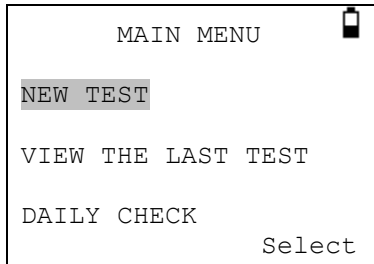 MAIN MENU
NEW TEST
VIEW THE LAST TEST
DAILY CHECK
Select